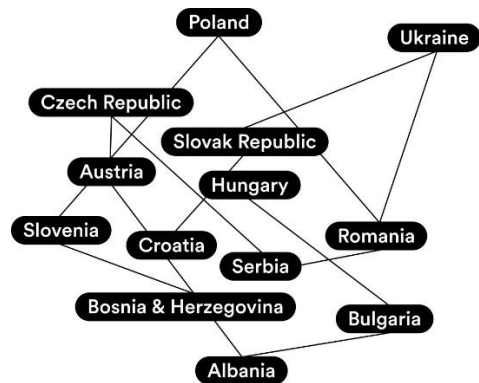 Poland
Ukraine
Czech Republic
Slovak Republic
Austria
Hungary
Slovenia
Croatia
Romania
Serbia
Bosnia & Herzegovina
Bulgaria
Albania